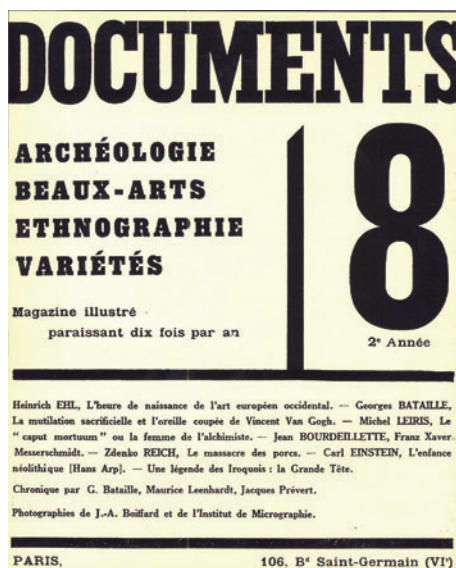 DOCUMENTS
ARCHÉOLOGIE
BEAUX-ARTS
ETHNOGRAPHIE
VARIÉTÉS
Magazine illustré
paraissant dix fois par an
8
2e Année
Heinrich EHL, L'heure de naissance de l'art européen occidental. — Georges BATAILLE,
La mutilation sacrificielle et l'oreille coupée de Vincent Van Gogh. — Michel LEIRIS, Le
“ caput mortuum ” ou la femme de l'alchimiste. — Jean BOURDEILLETTE, Franz Xaver
Messerschmidt. — Zdenko REICH, Le massacre des porcs. — Carl EINSTEIN, L'enfance
néolithique [Hans Arp]. — Une légende des Iroquois : la Grande Tête.
Chronique par G. Bataille, Maurice Leenhardt, Jacques Prévert.
Photographies de J.-A. Boiffard et de l'Institut de Micrographie.
PARIS, 106, Bd Saint-Germain (VIe)